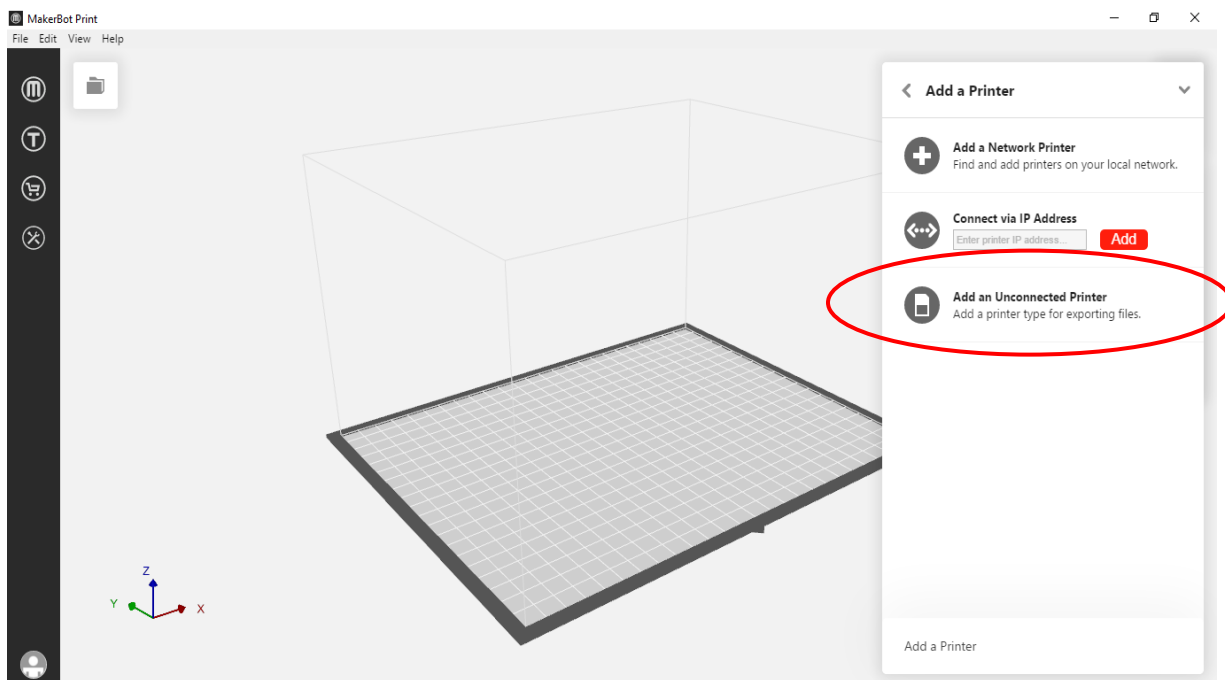 MakerBot Print
File Edit View Help
Add a Printer
Add a Network Printer
Find and add printers on your local network.
Connect via IP Address
Enter printer IP address...
Add
Add an Unconnected Printer
Add a printer type for exporting files.
Z
Y
X
Add a Printer